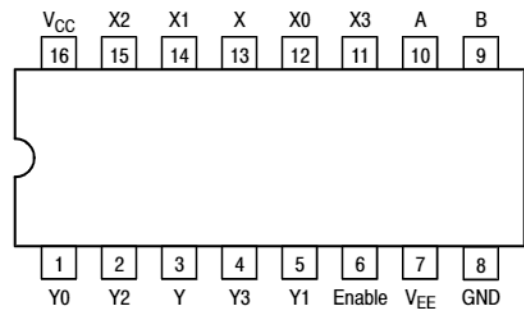 VCC X2 X1 X X0 X3 A B
16 15 14 13 12 11 10 9
1 2 3 4 5 6 7 8
Y0 Y2 Y Y3 Y1 Enable VEE GND